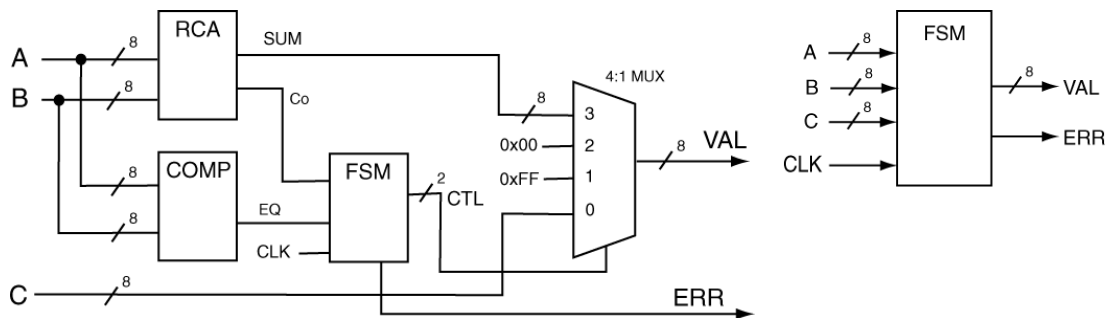 RCA
8
SUM
A
B
8
Co
COMP
8
EQ
8
CLK
FSM
2
CTL
C
8
4:1 MUX
8
3
0x00
2
0xFF
1
0
VAL
8
ERR
FSM
A
8
B
8
C
8
CLK
8
VAL
ERR